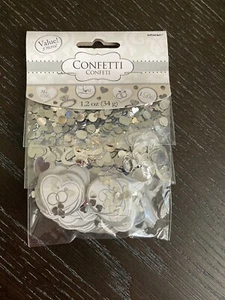 Value!
CONFETTI
CONFETTI
1.2 oz (34 g)